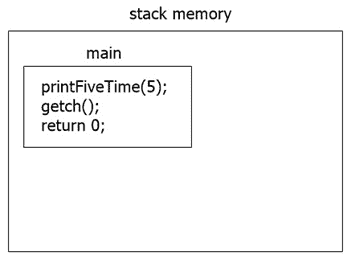 stack memory
main
printFiveTime(5);
getch();
return 0;